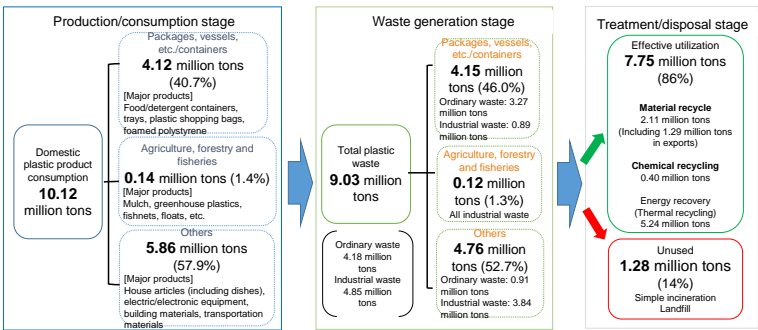 Production/consumption stage
Packages, vessels,
etc./containers
4.12 million tons
(40.7%)
[Major products]
Food/detergent containers,
trays, plastic shopping bags,
foamed polystyrene
Domestic
plastic product
consumption
10.12
million tons
Agriculture, forestry and
fisheries
0.14 million tons (1.4%)
[Major products]
Mulch, greenhouse plastics,
fishnets, floats, etc.
Others
5.86 million tons
(57.9%)
[Major products]
House articles (including dishes),
electric/electronic equipment,
building materials, transportation
materials
Waste generation stage
Packages, vessels,
etc./containers
4.15 million
tons (46.0%)
Ordinary waste: 3.27
million tons
Industrial waste: 0.89
million tons
Total plastic
waste
9.03 million
tons
Agriculture, forestry
and fisheries
0.12 million
tons (1.3%)
All industrial waste
Ordinary waste
4.18 million
tons
Industrial waste
4.85 million
tons
Others
4.76 million
tons (52.7%)
Ordinary waste: 0.91
million tons
Industrial waste: 3.84
million tons
Treatment/disposal stage
Effective utilization
7.75 million tons
(86%)
Material recycle
2.11 million tons
(Including 1.29 million tons
in exports)
Chemical recycling
0.40 million tons
Energy recovery
(Thermal recycling)
5.24 million tons
Unused
1.28 million tons
(14%)
Simple incineration
Landfill